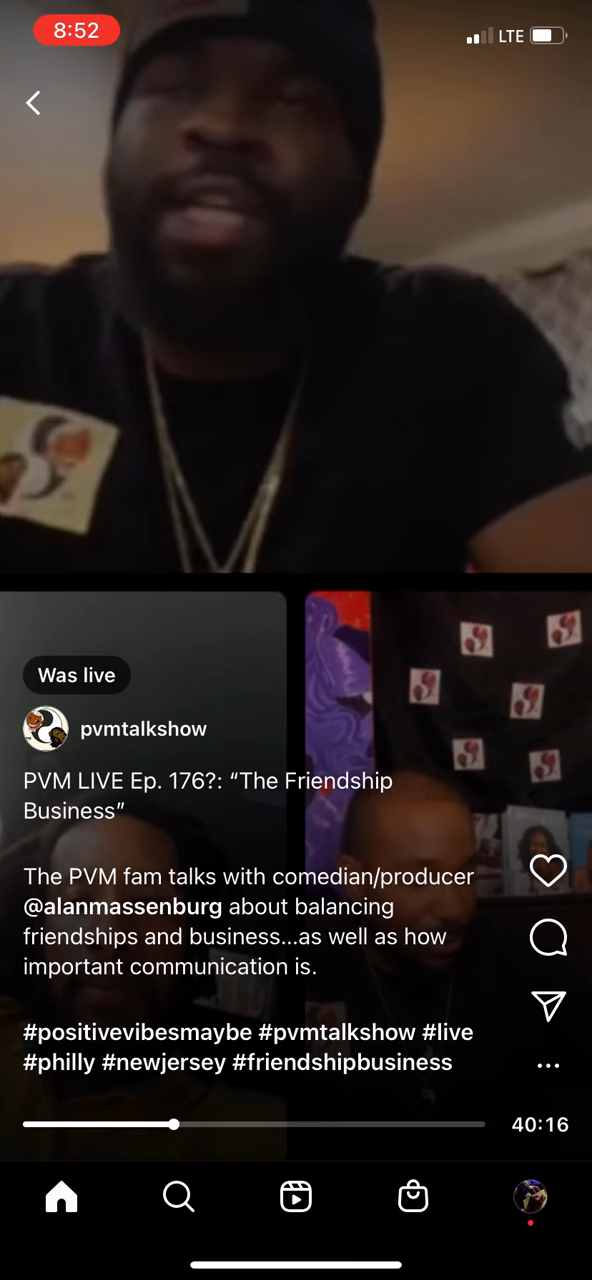 8:52
LTE
Was live
pvmtalkshow
PVM LIVE Ep. 176?: “The Friendship
Business”
The PVM fam talks with comedian/producer
@alanmassenburg about balancing
friendships and business...as well as how
important communication is.
#positivevibesmaybe #pvmtalkshow #live
#philly #newjersey #friendshipbusiness
40:16